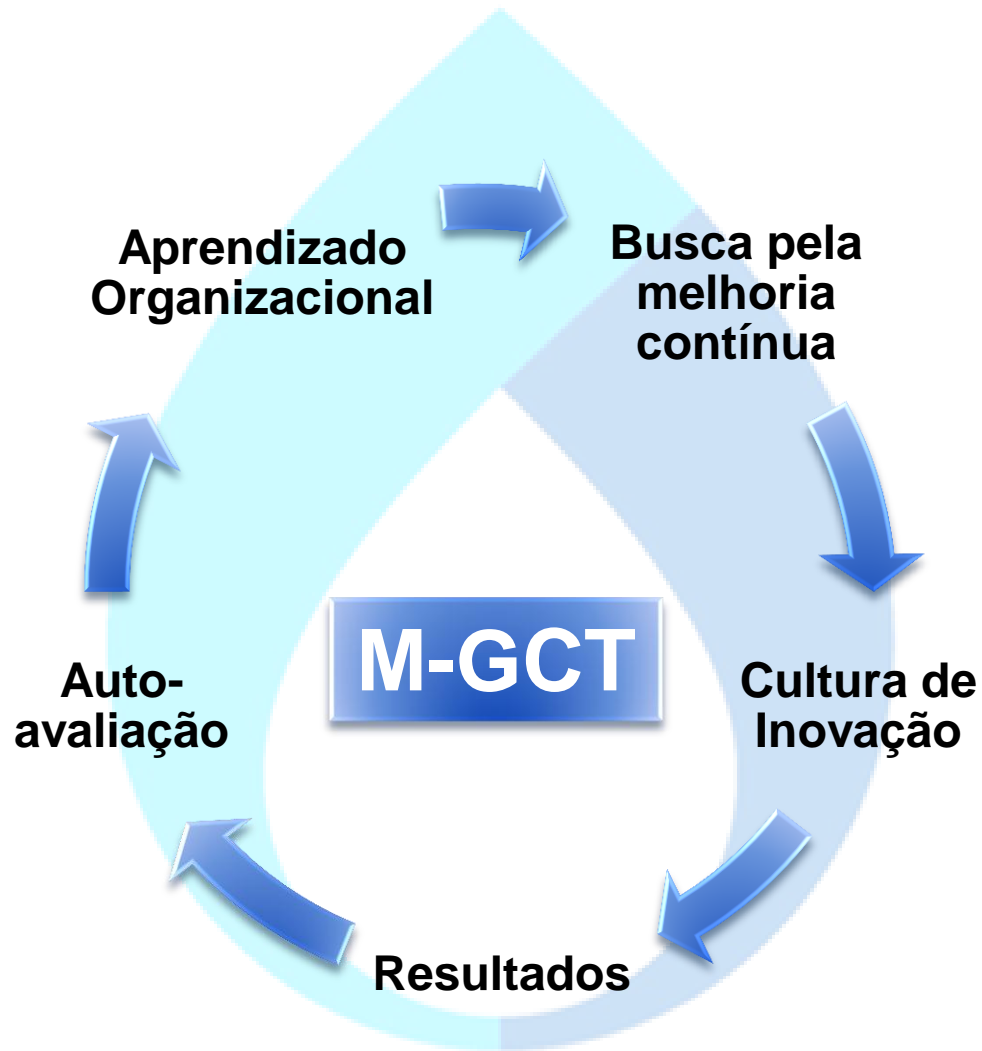 Aprendizado
Organizacional
Busca pela
melhoria
contínua
Auto-
avaliação
M-GCT
Cultura de
Inovação
Resultados